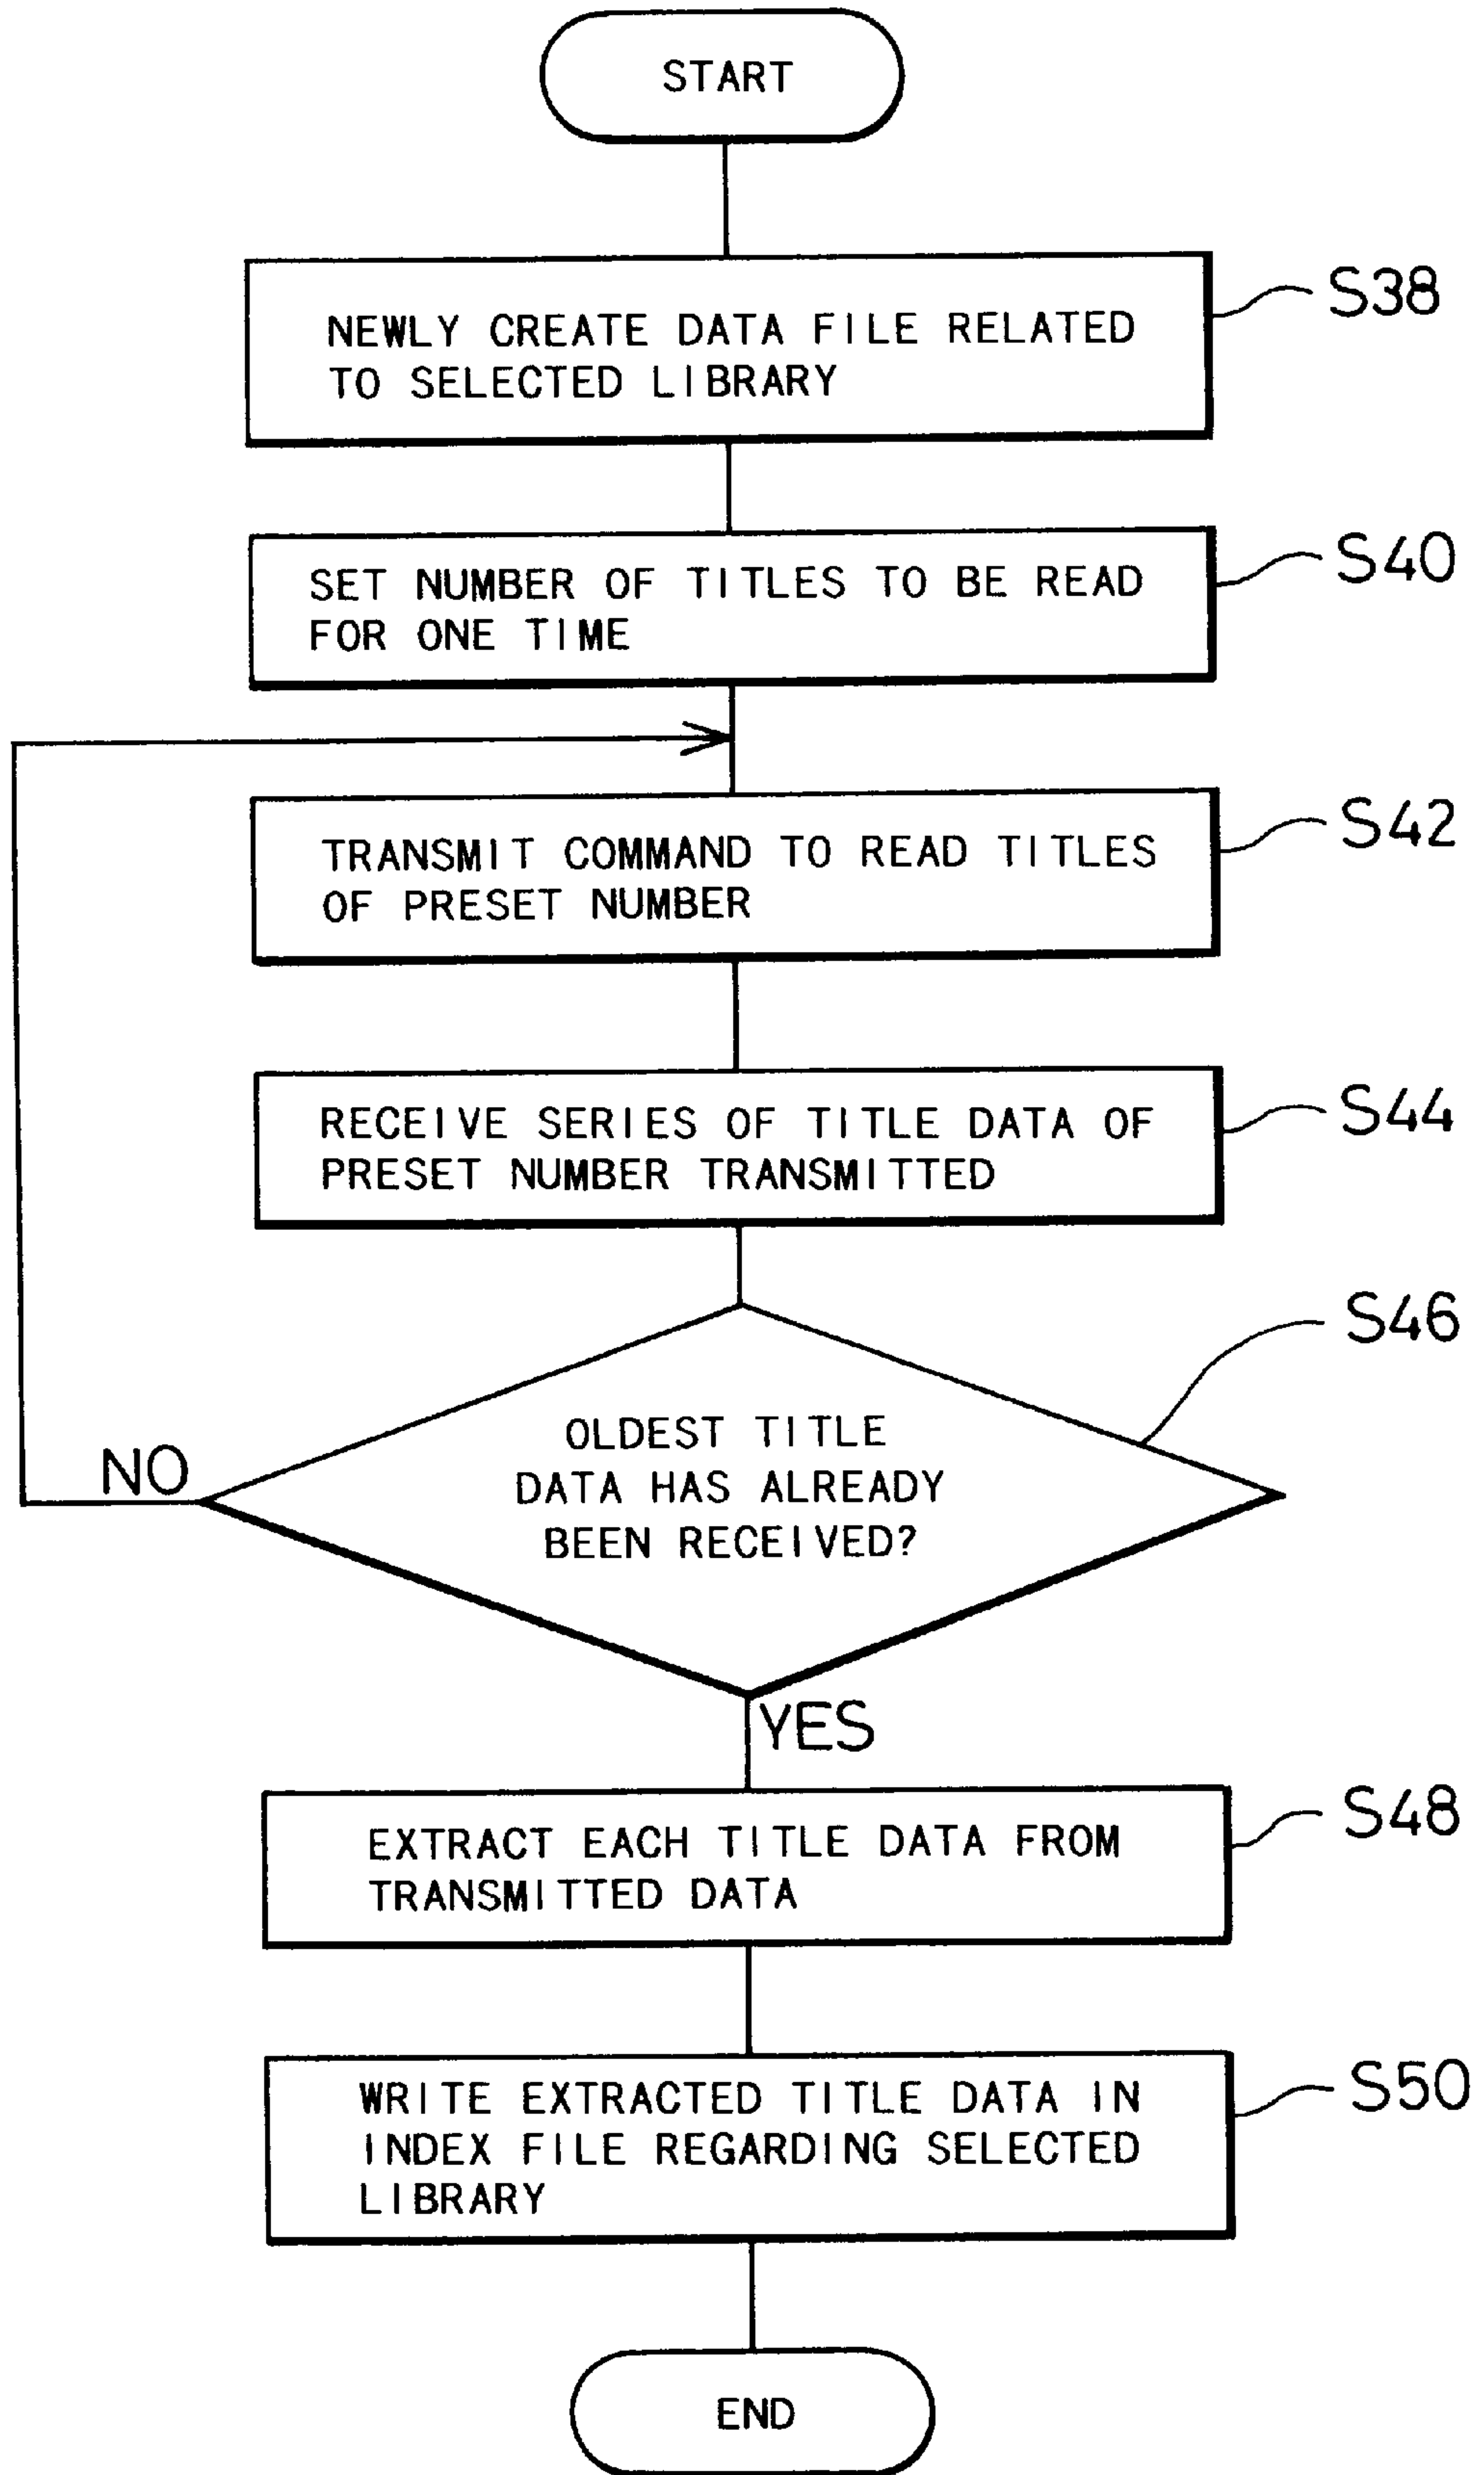 START
NEWLY CREATE DATA FILE RELATED
TO SELECTED LIBRARY
S38
SET NUMBER OF TITLES TO BE READ
FOR ONE TIME
S40
TRANSMIT COMMAND TO READ TITLES
OF PRESET NUMBER
S42
RECEIVE SERIES OF TITLE DATA OF
PRESET NUMBER TRANSMITTED
S44
OLDEST TITLE
DATA HAS ALREADY
BEEN RECEIVED?
S46
NO
YES
EXTRACT EACH TITLE DATA FROM
TRANSMITTED DATA
S48
WRITE EXTRACTED TITLE DATA IN
INDEX FILE REGARDING SELECTED
LIBRARY
S50
END